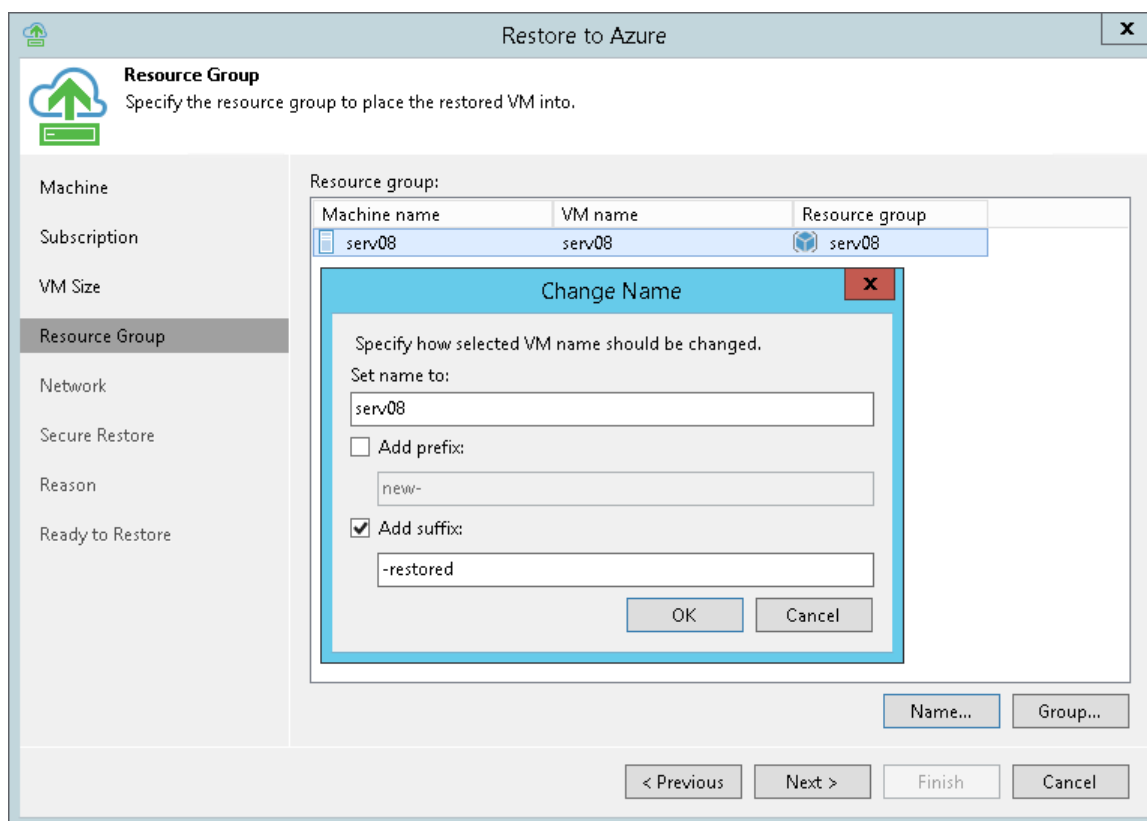 Restore to Azure
x
Resource Group
Specify the resource group to place the restored VM into.
Machine
Subscription
VM Size
Resource Group
Network
Secure Restore
Reason
Ready to Restore
Resource group:
Machine name VM name Resource group
serv08 serv08 serv08
Change Name
x
Specify how selected VM name should be changed.
Set name to:
serv08
Add prefix:
new-
Add suffix:
-restored
OK Cancel
Name... Group...
< Previous Next > Finish Cancel